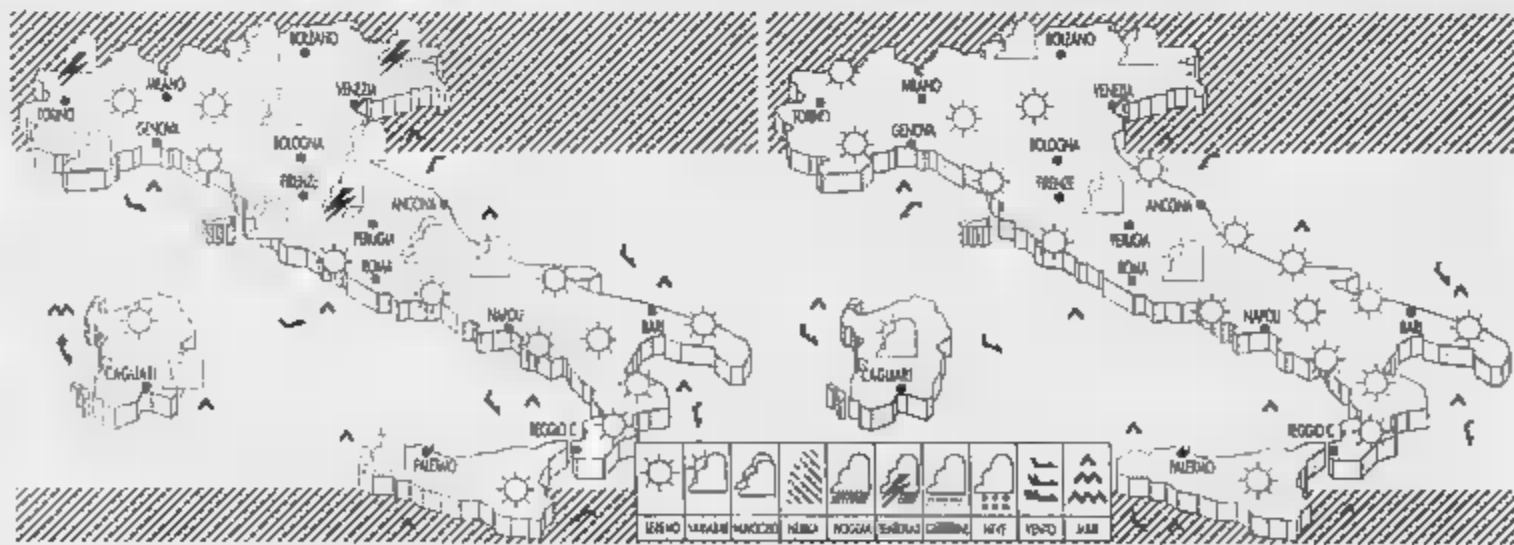 BOLZANO
MILANO
VENEZIA
TORINO
GENOVA
BOLOGNA
FIRENZE
ANCONA
PERUGIA
ROMA
NAPOLI
BARI
CAGLIARI
REGGIO C.
PALERMO
BOLZANO
MILANO
VENEZIA
TORINO
GENOVA
BOLOGNA
FIRENZE
ANCONA
PERUGIA
ROMA
NAPOLI
BARI
CAGLIARI
REGGIO C.
PALERMO
SERENO VARIABILE NUVOLOSO NEBBIA PIOGGIA TEMPORALE NEVE VENTO MARI